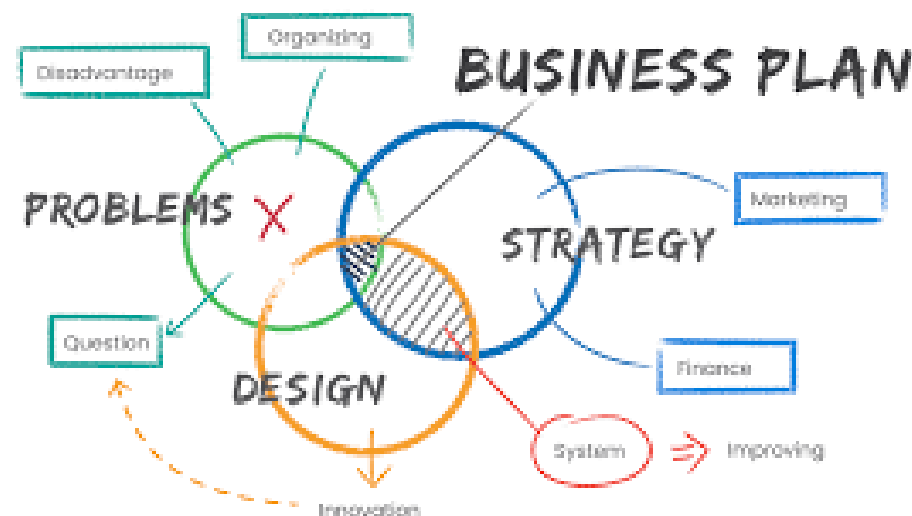 Organizing
Disadvantage
BUSINESS PLAN
PROBLEMS
Marketing
STRATEGY
Question
Finance
DESIGN
System
Improving
Innovation